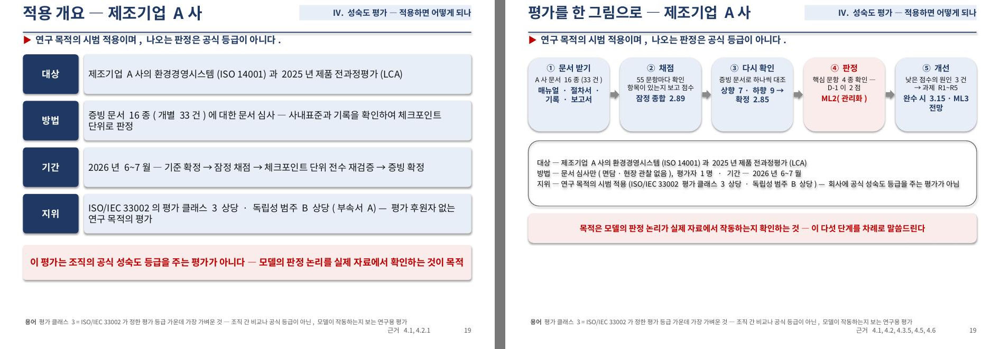 적용 개요 — 제조기업 A 사
IV. 성숙도 평가 — 적용하면 어떻게 되나
▶ 연구 목적의 시범 적용이며 , 나오는 판정은 공식 등급이 아니다 .
대상
제조기업 A 사의 환경경영시스템 (ISO 14001) 과 2025 년 제품 전과정평가 (LCA)
방법
증빙 문서 16 종 ( 개별 33 건 ) 에 대한 문서 심사 — 사내표준과 기록을 확인하여 체크포인트
단위로 판정
기간
2026 년 6~7 월 — 기준 확정 → 잠정 채점 → 체크포인트 단위 전수 재검증 → 증빙 확정
지위
ISO/IEC 33002 의 평가 클래스 3 상당 · 독립성 범주 B 상당 ( 부속서 A) — 평가 후원자 없는
연구 목적의 평가
이 평가는 조직의 공식 성숙도 등급을 주는 평가가 아니다 — 모델의 판정 논리를 실제 자료에서 확인하는 것이 목적
용어 평가 클래스 3 = ISO/IEC 33002 가 정한 평가 등급 가운데 가장 가벼운 것 — 조직 간 비교나 공식 등급이 아닌 , 모델이 작동하는지 보는 연구용 평가
근거 4.1, 4.2.1
19
평가를 한 그림으로 — 제조기업 A 사
IV. 성숙도 평가 — 적용하면 어떻게 되나
▶ 연구 목적의 시범 적용이며 , 나오는 판정은 공식 등급이 아니다 .
① 문서 받기
A 사 문서 16 종 (33 건 )
매뉴얼 · 절차서 ·
기록 · 보고서
② 채점
55 문항마다 확인
항목이 있는지 보고 점수
잠정 종합 2.89
③ 다시 확인
증빙 문서로 하나씩 대조
상향 7 · 하향 9 →
확정 2.85
④ 판정
핵심 문항 4 종 확인 —
D-1 이 2 점
ML2( 관리화 )
⑤ 개선
낮은 점수의 원인 3 건
→ 과제 R1~R5
완수 시 3.15 · ML3
전망
대상 — 제조기업 A 사의 환경경영시스템 (ISO 14001) 과 2025 년 제품 전과정평가 (LCA)
방법 — 문서 심사만 ( 면담 · 현장 관찰 없음 ), 평가자 1 명 · 기간 — 2026 년 6~7 월
지위 — 연구 목적의 시범 적용 (ISO/IEC 33002 평가 클래스 3 상당 · 독립성 범주 B 상당 ) — 회사에 공식 성숙도 등급을 주는 평가가 아님
목적은 모델의 판정 논리가 실제 자료에서 작동하는지 확인하는 것 — 이 다섯 단계를 차례로 말씀드린다
용어 평가 클래스 3 = ISO/IEC 33002 가 정한 평가 등급 가운데 가장 가벼운 것 — 조직 간 비교나 공식 등급이 아닌 , 모델이 작동하는지 보는 연구용 평가
근거 4.1, 4.2, 4.3.5, 4.5, 4.6
19